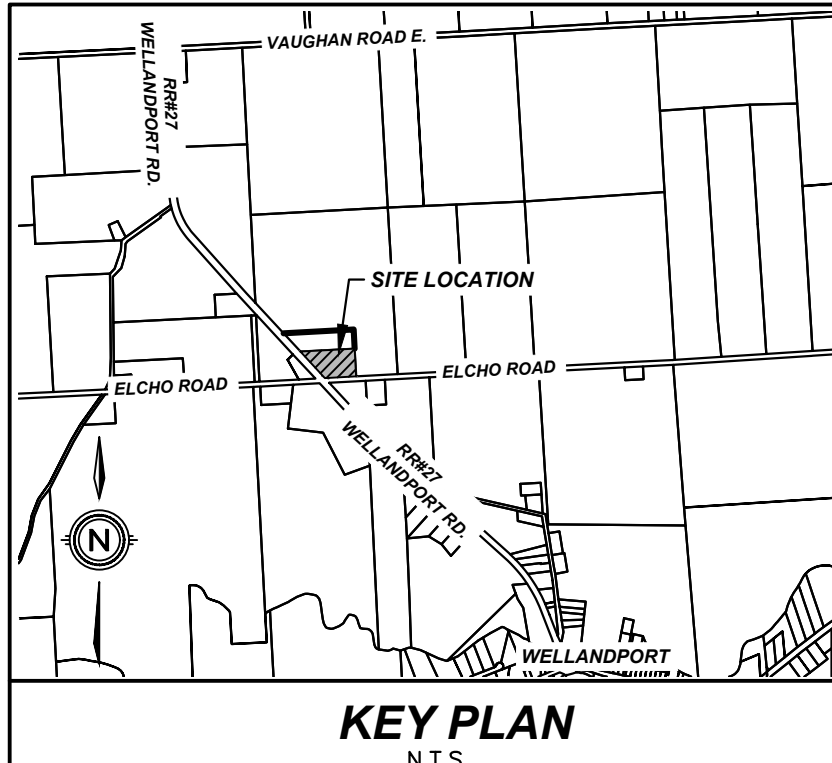 VAUGHAN ROAD E.
RR#27
WELLANDPORT RD.
SITE LOCATION
ELCHO ROAD
ELCHO ROAD
RR#27
WELLANDPORT RD.
N
WELLANDPORT
KEY PLAN
N.T.S.